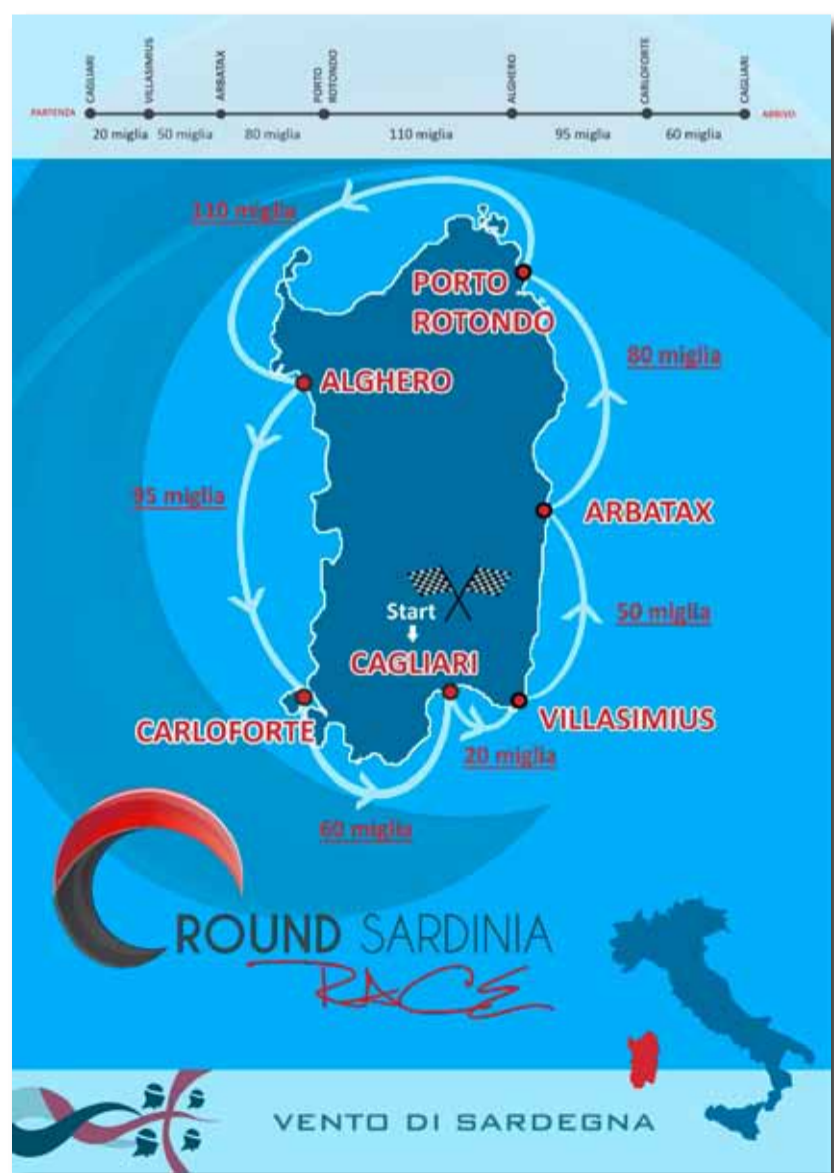 CAGLIARI
VILLASIMIUS
ARBATAX
PORTO
ROTONDO
ALGHERO
CARLOFORTE
CAGLIARI
PARTENZA
ARRIVO
20 miglia 50 miglia 80 miglia 110 miglia 95 miglia 60 miglia
110 miglia
PORTO
ROTONDO
80 miglia
ALGHERO
95 miglia
ARBATAX
Start
50 miglia
CAGLIARI
CARLOFORTE
VILLASIMIUS
20 miglia
60 miglia
ROUND SARDINIA
RACE
VENTO DI SARDEGNA